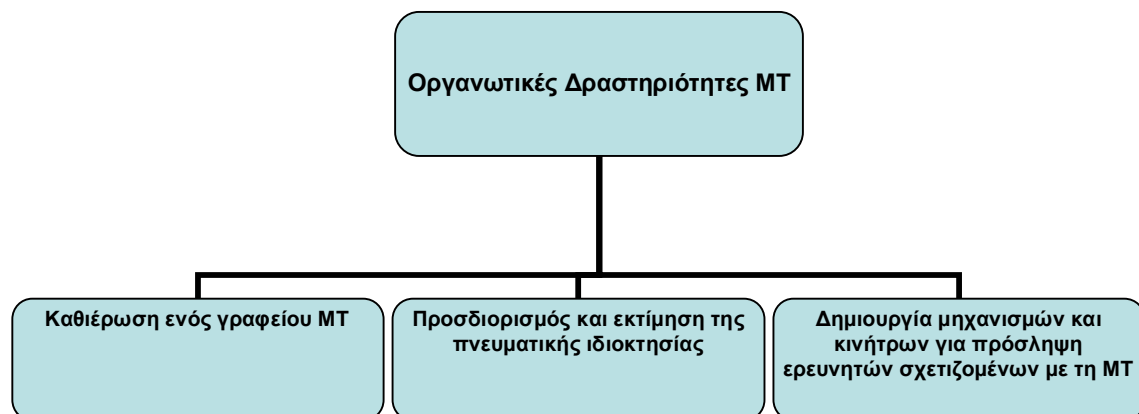 Οργανωτικές Δραστηριότητες ΜΤ
Καθιέρωση ενός γραφείου ΜΤ
Προσδιορισμός και εκτίμηση της
πνευματικής ιδιοκτησίας
Δημιουργία μηχανισμών και
κινήτρων για πρόσληψη
ερευνητών σχετιζομένων με τη ΜΤ